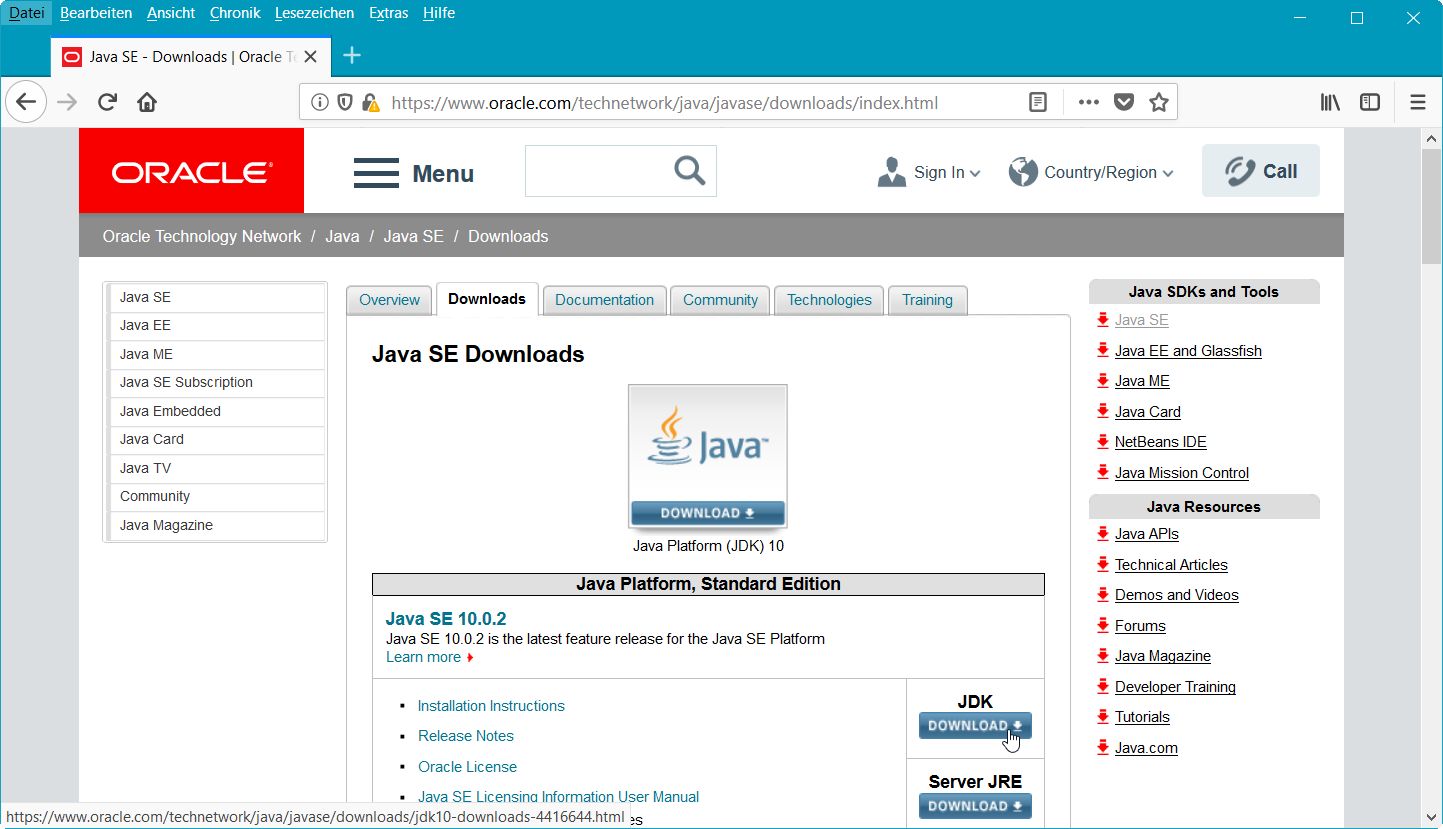 Datei Bearbeiten Ansicht Chronik Lesezeichen Extras Hilfe
Java SE - Downloads | Oracle Te
https://www.oracle.com/technetwork/java/javase/downloads/index.html
ORACLE®
Menu
Sign In
Country/Region
Call
Oracle Technology Network / Java / Java SE / Downloads
Java SE
Java EE
Java ME
Java SE Subscription
Java Embedded
Java Card
Java TV
Community
Java Magazine
Overview Downloads Documentation Community Technologies Training
Java SE Downloads
Java™
DOWNLOAD
Java Platform (JDK) 10
Java Platform, Standard Edition
Java SE 10.0.2
Java SE 10.0.2 is the latest feature release for the Java SE Platform
Learn more
Installation Instructions
Release Notes
Oracle License
Java SE Licensing Information User Manual
es
JDK
DOWNLOAD
Server JRE
DOWNLOAD
Java SDKs and Tools
Java SE
Java EE and Glassfish
Java ME
Java Card
NetBeans IDE
Java Mission Control
Java Resources
Java APIs
Technical Articles
Demos and Videos
Forums
Java Magazine
Developer Training
Tutorials
Java.com
https://www.oracle.com/technetwork/java/javase/downloads/jdk10-downloads-4416644.html